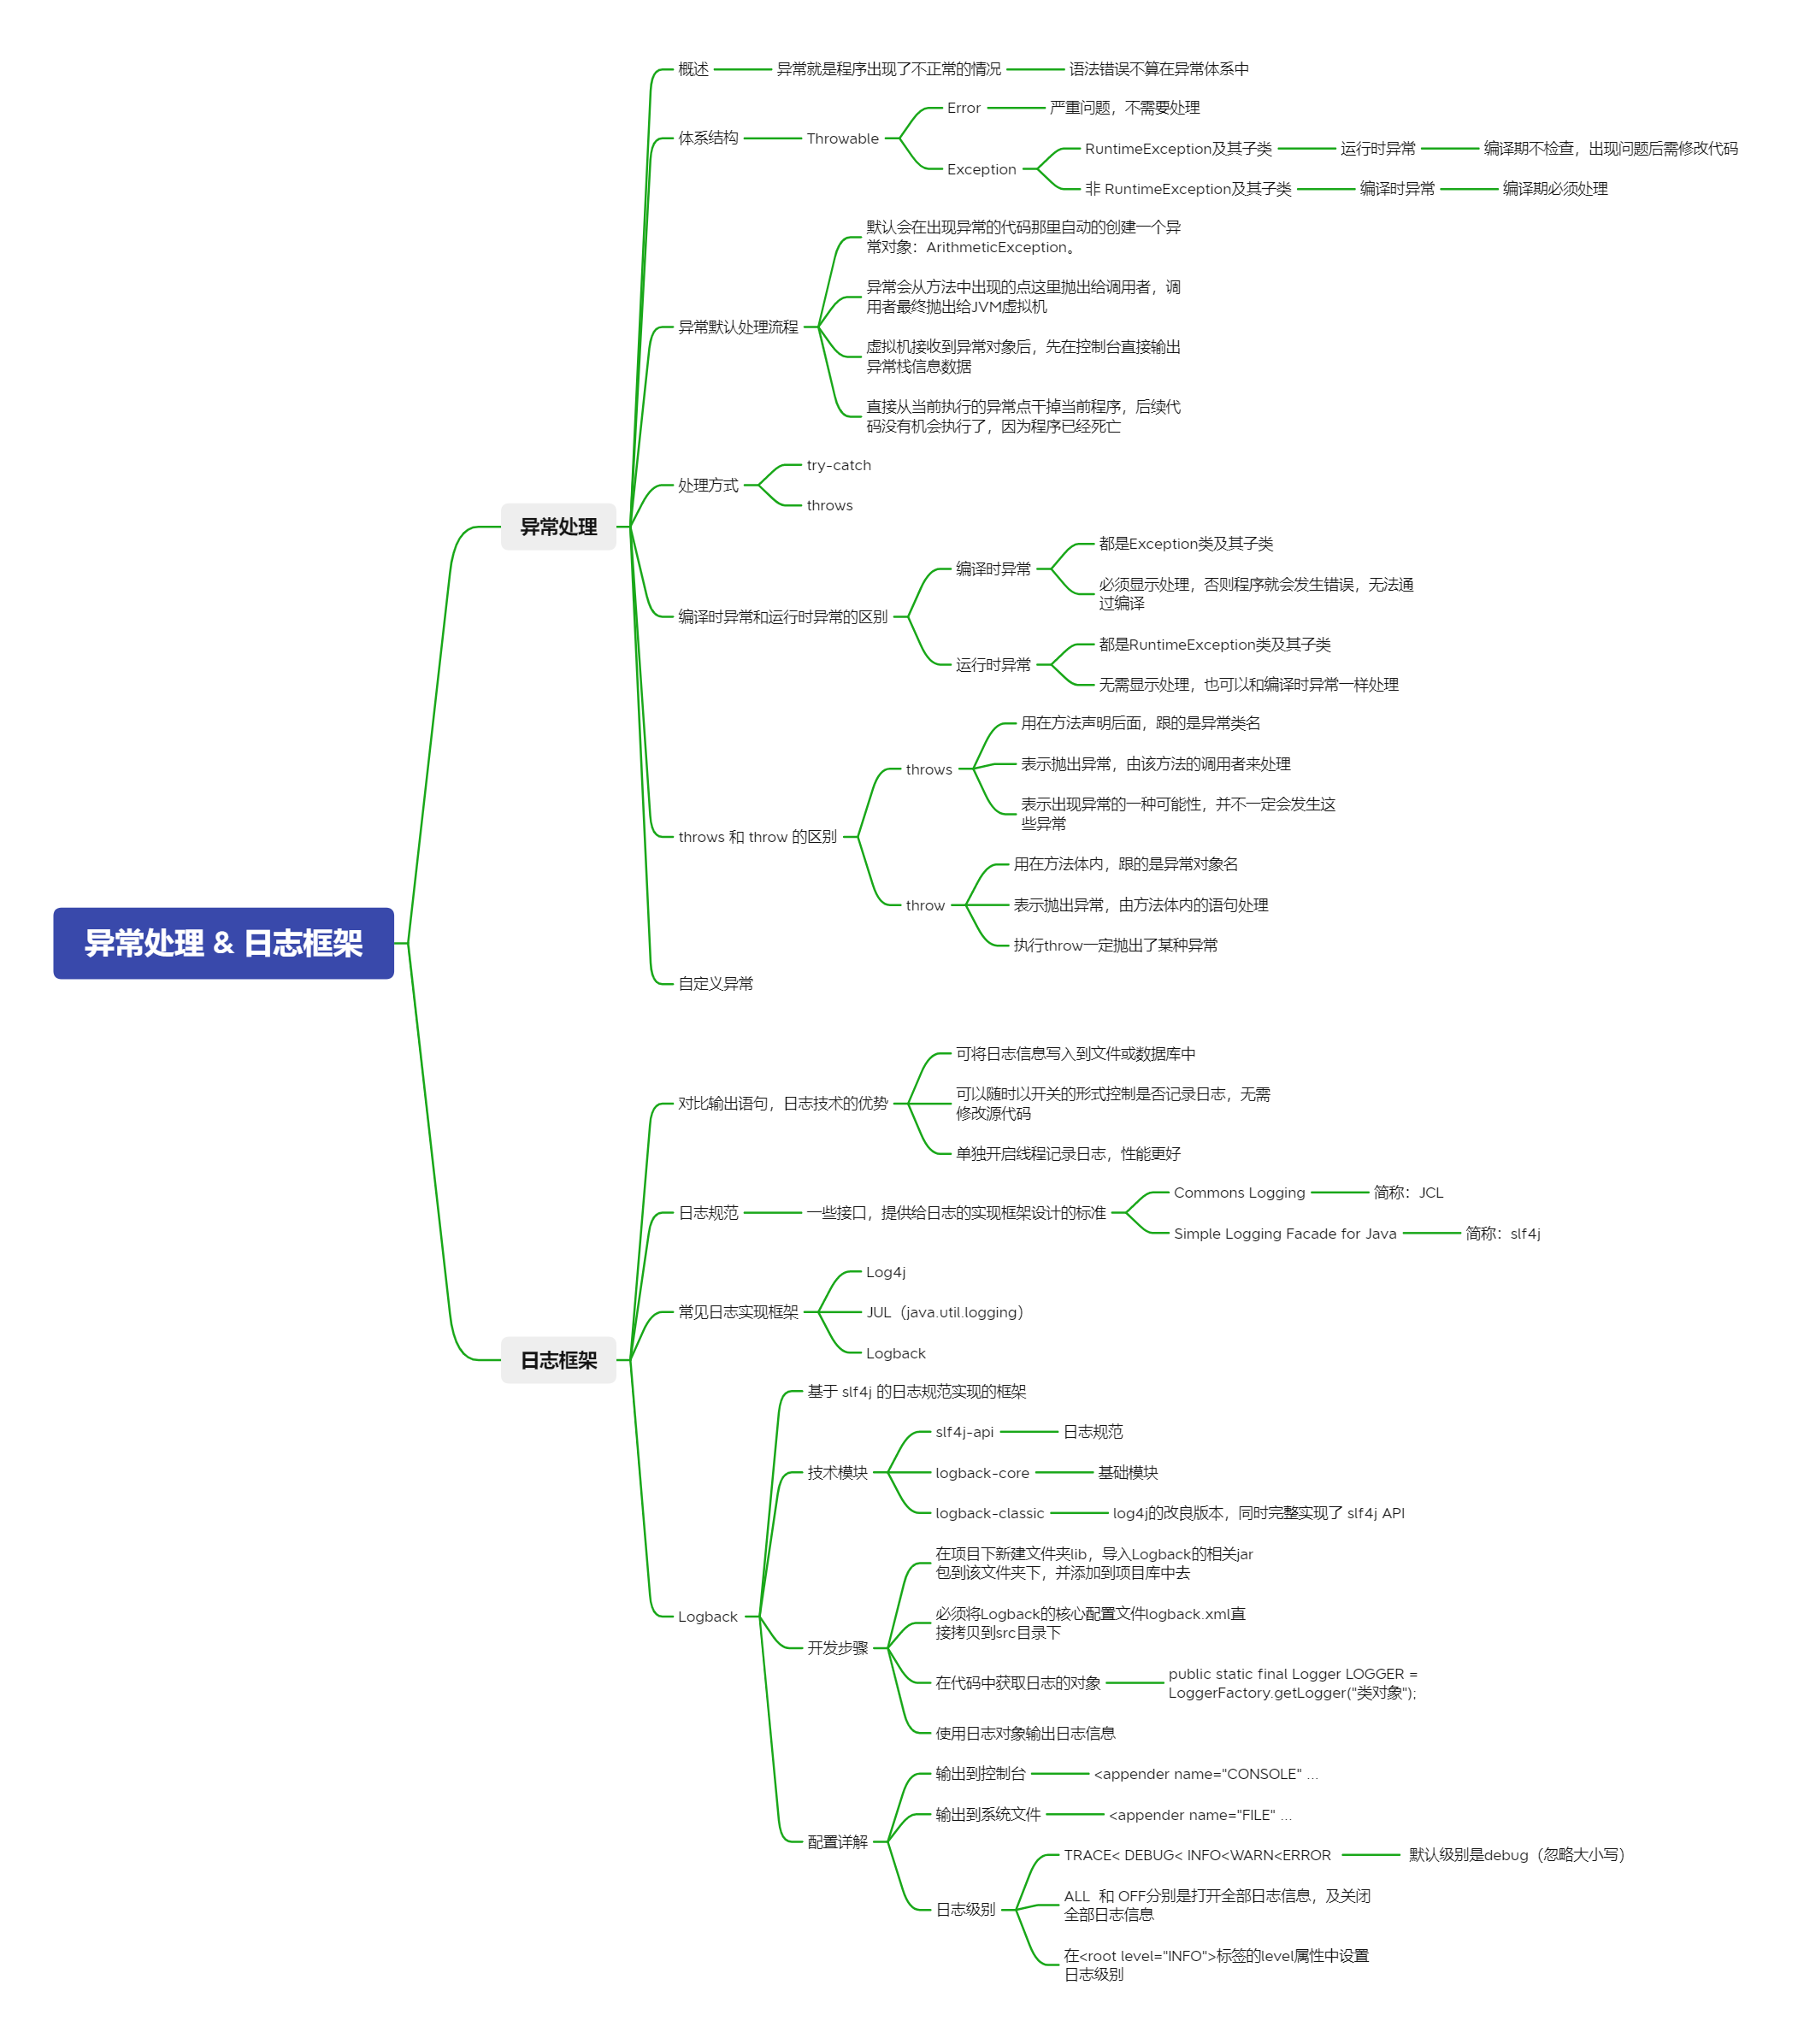 异常处理 & 日志框架
异常处理
概述
异常就是程序出现了不正常的情况
语法错误不算在异常体系中
体系结构
Throwable
Error
严重问题，不需要处理
Exception
RuntimeException及其子类
运行时异常
编译期不检查，出现问题后需修改代码
非 RuntimeException及其子类
编译时异常
编译期必须处理
异常默认处理流程
默认会在出现异常的代码那里自动的创建一个异
常对象：ArithmeticException。
异常会从方法中出现的点这里抛出给调用者，调
用者最终抛出给JVM虚拟机
虚拟机接收到异常对象后，先在控制台直接输出
异常栈信息数据
直接从当前执行的异常点干掉当前程序，后续代
码没有机会执行了，因为程序已经死亡
处理方式
try-catch
throws
编译时异常和运行时异常的区别
编译时异常
都是Exception类及其子类
必须显示处理，否则程序就会发生错误，无法通
过编译
运行时异常
都是RuntimeException类及其子类
无需显示处理，也可以和编译时异常一样处理
throws 和 throw 的区别
throws
用在方法声明后面，跟的是异常类名
表示抛出异常，由该方法的调用者来处理
表示出现异常的一种可能性，并不一定会发生这
些异常
throw
用在方法体内，跟的是异常对象名
表示抛出异常，由方法体内的语句处理
执行throw一定抛出了某种异常
自定义异常
日志框架
对比输出语句，日志技术的优势
可将日志信息写入到文件或数据库中
可以随时以开关的形式控制是否记录日志，无需
修改源代码
单独开启线程记录日志，性能更好
日志规范
一些接口，提供给日志的实现框架设计的标准
Commons Logging
简称：JCL
Simple Logging Facade for Java
简称：slf4j
常见日志实现框架
Log4j
JUL（java.util.logging）
Logback
Logback
基于 slf4j 的日志规范实现的框架
技术模块
slf4j-api
日志规范
logback-core
基础模块
logback-classic
log4j的改良版本，同时完整实现了 slf4j API
开发步骤
在项目下新建文件夹lib，导入Logback的相关jar
包到该文件夹下，并添加到项目库中去
必须将Logback的核心配置文件logback.xml直
接拷贝到src目录下
在代码中获取日志的对象
public static final Logger LOGGER =
LoggerFactory.getLogger("类对象");
使用日志对象输出日志信息
配置详解
输出到控制台
<appender name="CONSOLE" ...
输出到系统文件
<appender name="FILE" ...
日志级别
TRACE< DEBUG< INFO<WARN<ERROR
默认级别是debug（忽略大小写）
ALL  和 OFF分别是打开全部日志信息，及关闭
全部日志信息
在<root level="INFO">标签的level属性中设置
日志级别